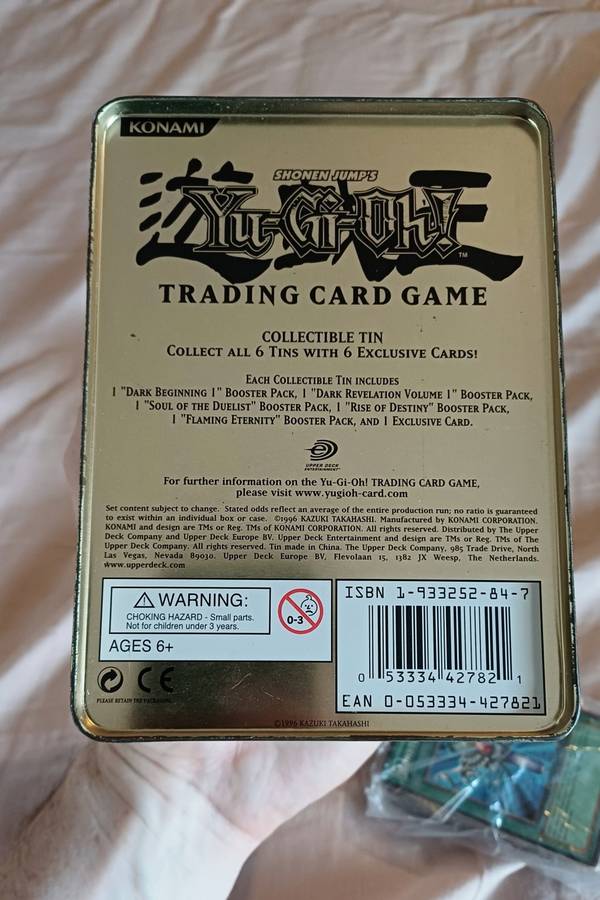 KONAMI
SHONEN JUMP'S
遊戯王
Yu-Gi-Oh!
TM
TRADING CARD GAME
COLLECTIBLE TIN
COLLECT ALL 6 TINS WITH 6 EXCLUSIVE CARDS!
EACH COLLECTIBLE TIN INCLUDES
1 "DARK BEGINNING 1" BOOSTER PACK, 1 "DARK REVELATION VOLUME 1" BOOSTER PACK,
1 "SOUL OF THE DUELIST" BOOSTER PACK, 1 "RISE OF DESTINY" BOOSTER PACK,
1 "FLAMING ETERNITY" BOOSTER PACK, AND 1 EXCLUSIVE CARD.
UPPER DECK
ENTERTAINMENT
For further information on the Yu-Gi-Oh! TRADING CARD GAME,
please visit www.yugioh-card.com
Set content subject to change. Stated odds reflect an average of the entire production run; no ratio is guaranteed
to exist within an individual box or case. ©1996 KAZUKI TAKAHASHI. Manufactured by KONAMI CORPORATION.
KONAMI and design are TMs or Reg. TMs of KONAMI CORPORATION. All rights reserved. Distributed by The Upper
Deck Company and Upper Deck Europe BV. Upper Deck Entertainment and design are TMs or Reg. TMs of The
Upper Deck Company. All rights reserved. Tin made in China. The Upper Deck Company, 985 Trade Drive, North
Las Vegas, Nevada 89030. Upper Deck Europe BV, Flevolaan 15, 1382 JX Weesp, The Netherlands.
www.upperdeck.com
WARNING:
CHOKING HAZARD - Small parts.
Not for children under 3 years.
0-3
AGES 6+
CE
PLEASE RETAIN THE PACKAGING
ISBN 1-933252-84-7
0 53334 42782 1
EAN 0-053334-427821
©1996 KAZUKI TAKAHASHI